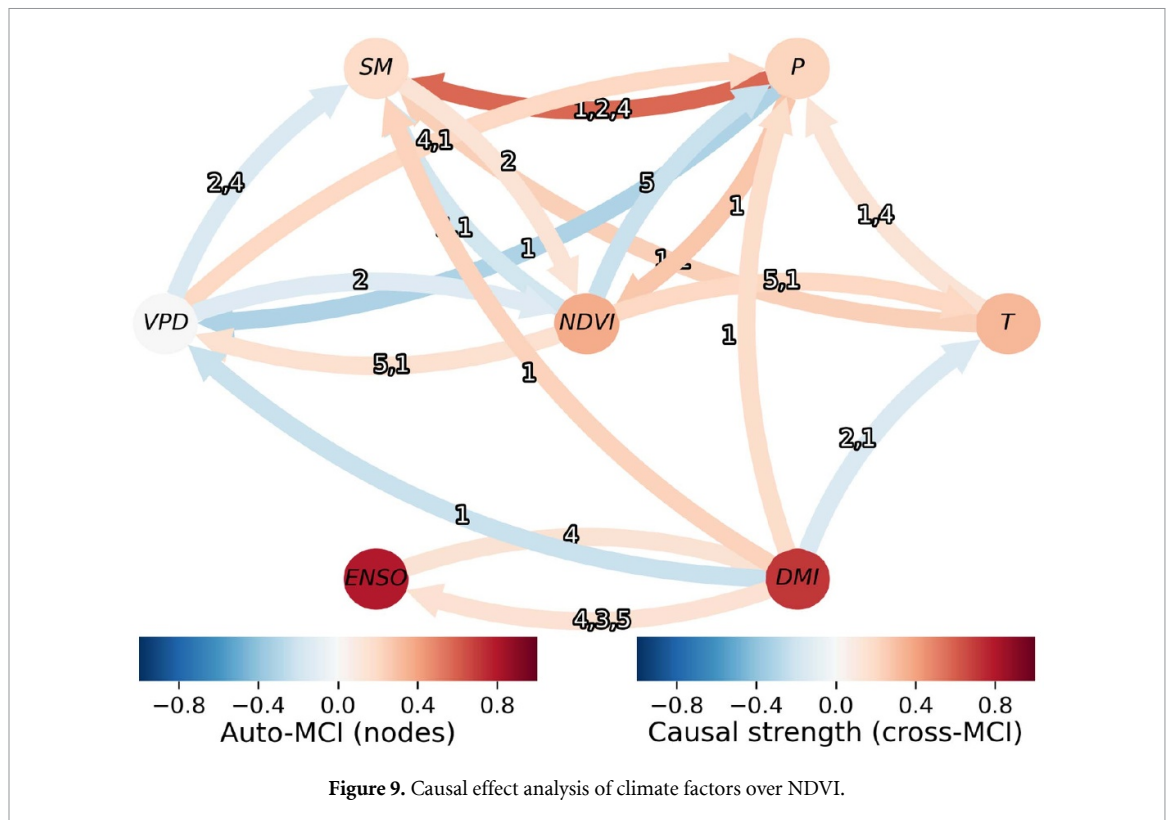 SM
P
1,2,4
4,1
2
2,4
5
1
1
1,4
2
5,1
VPD
NDVI
T
1
5,1
1
2,1
1
4
ENSO
DMI
4,3,5
−0.8 −0.4 0.0 0.4 0.8
Auto-MCI (nodes)
−0.8 −0.4 0.0 0.4 0.8
Causal strength (cross-MCI)
Figure 9. Causal effect analysis of climate factors over NDVI.